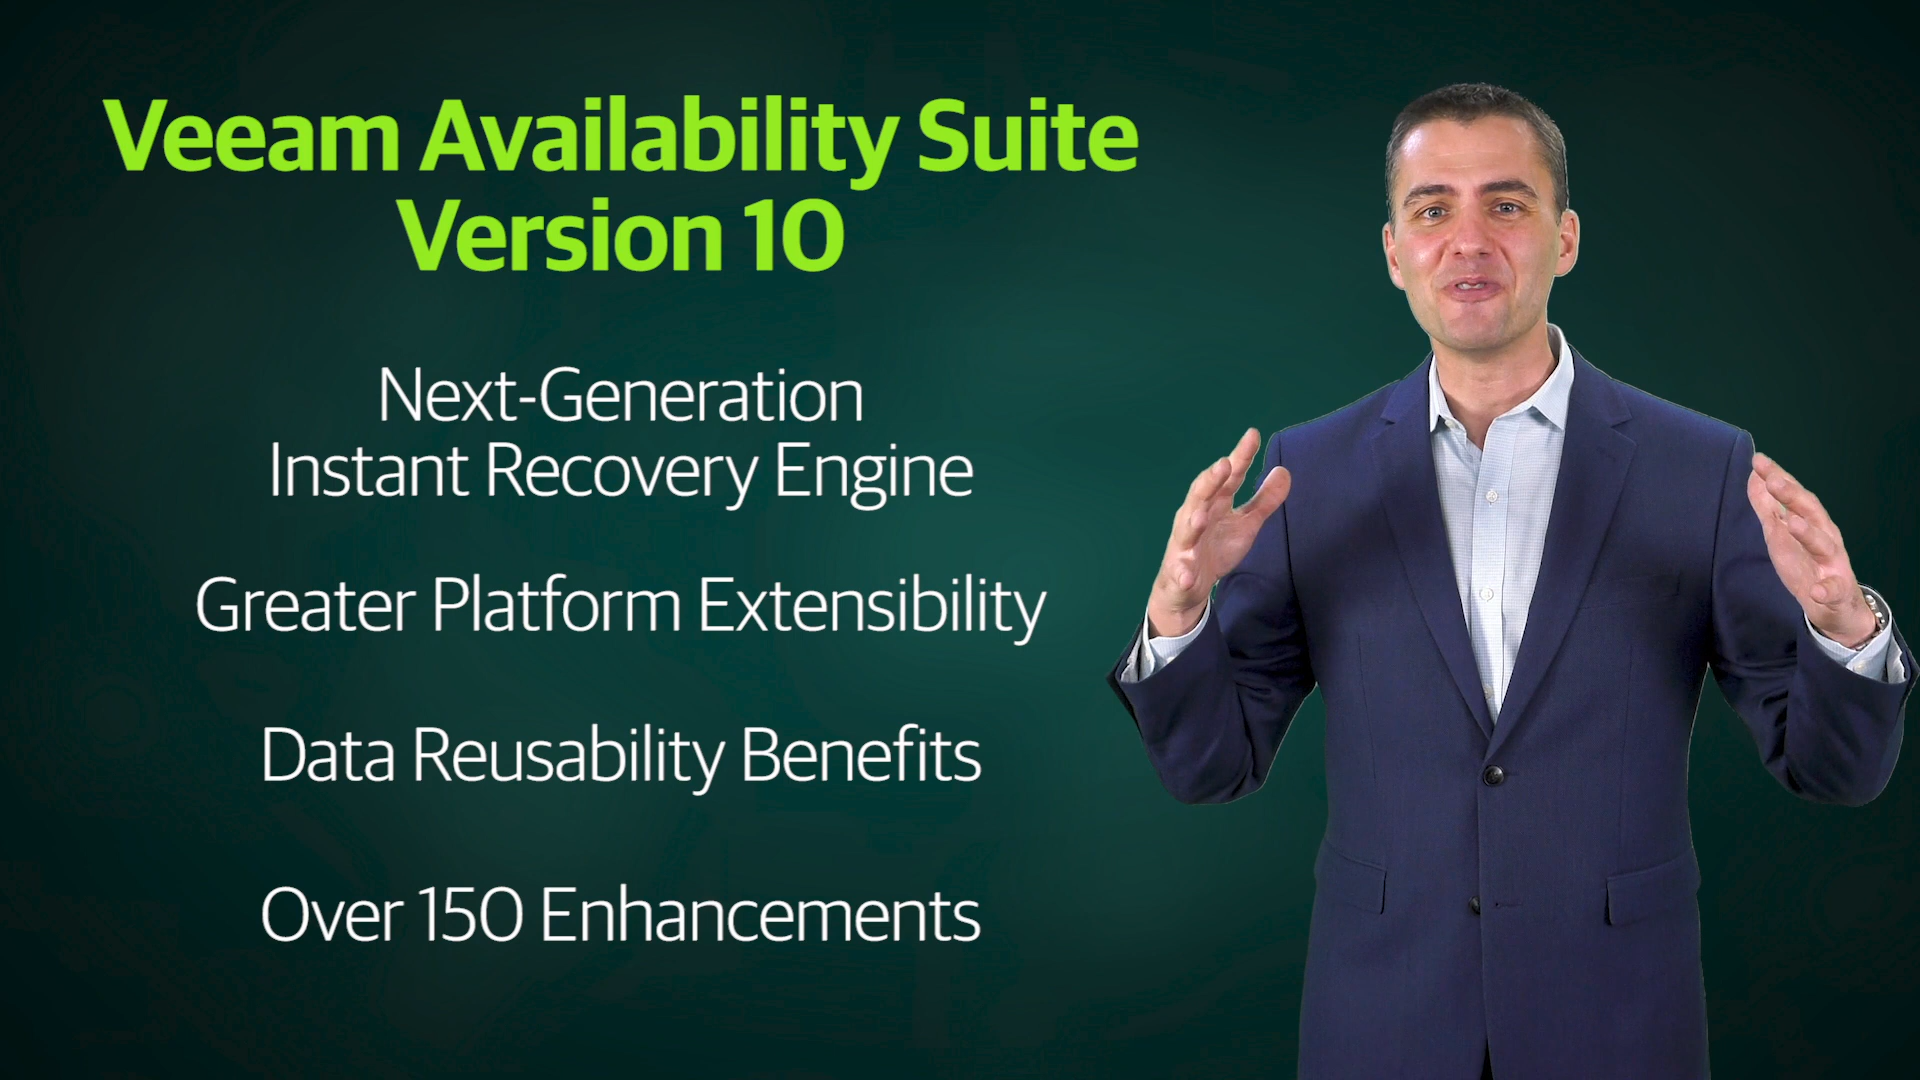 Veeam Availability Suite
Version 10
Next-Generation
Instant Recovery Engine
Greater Platform Extensibility
Data Reusability Benefits
Over 150 Enhancements